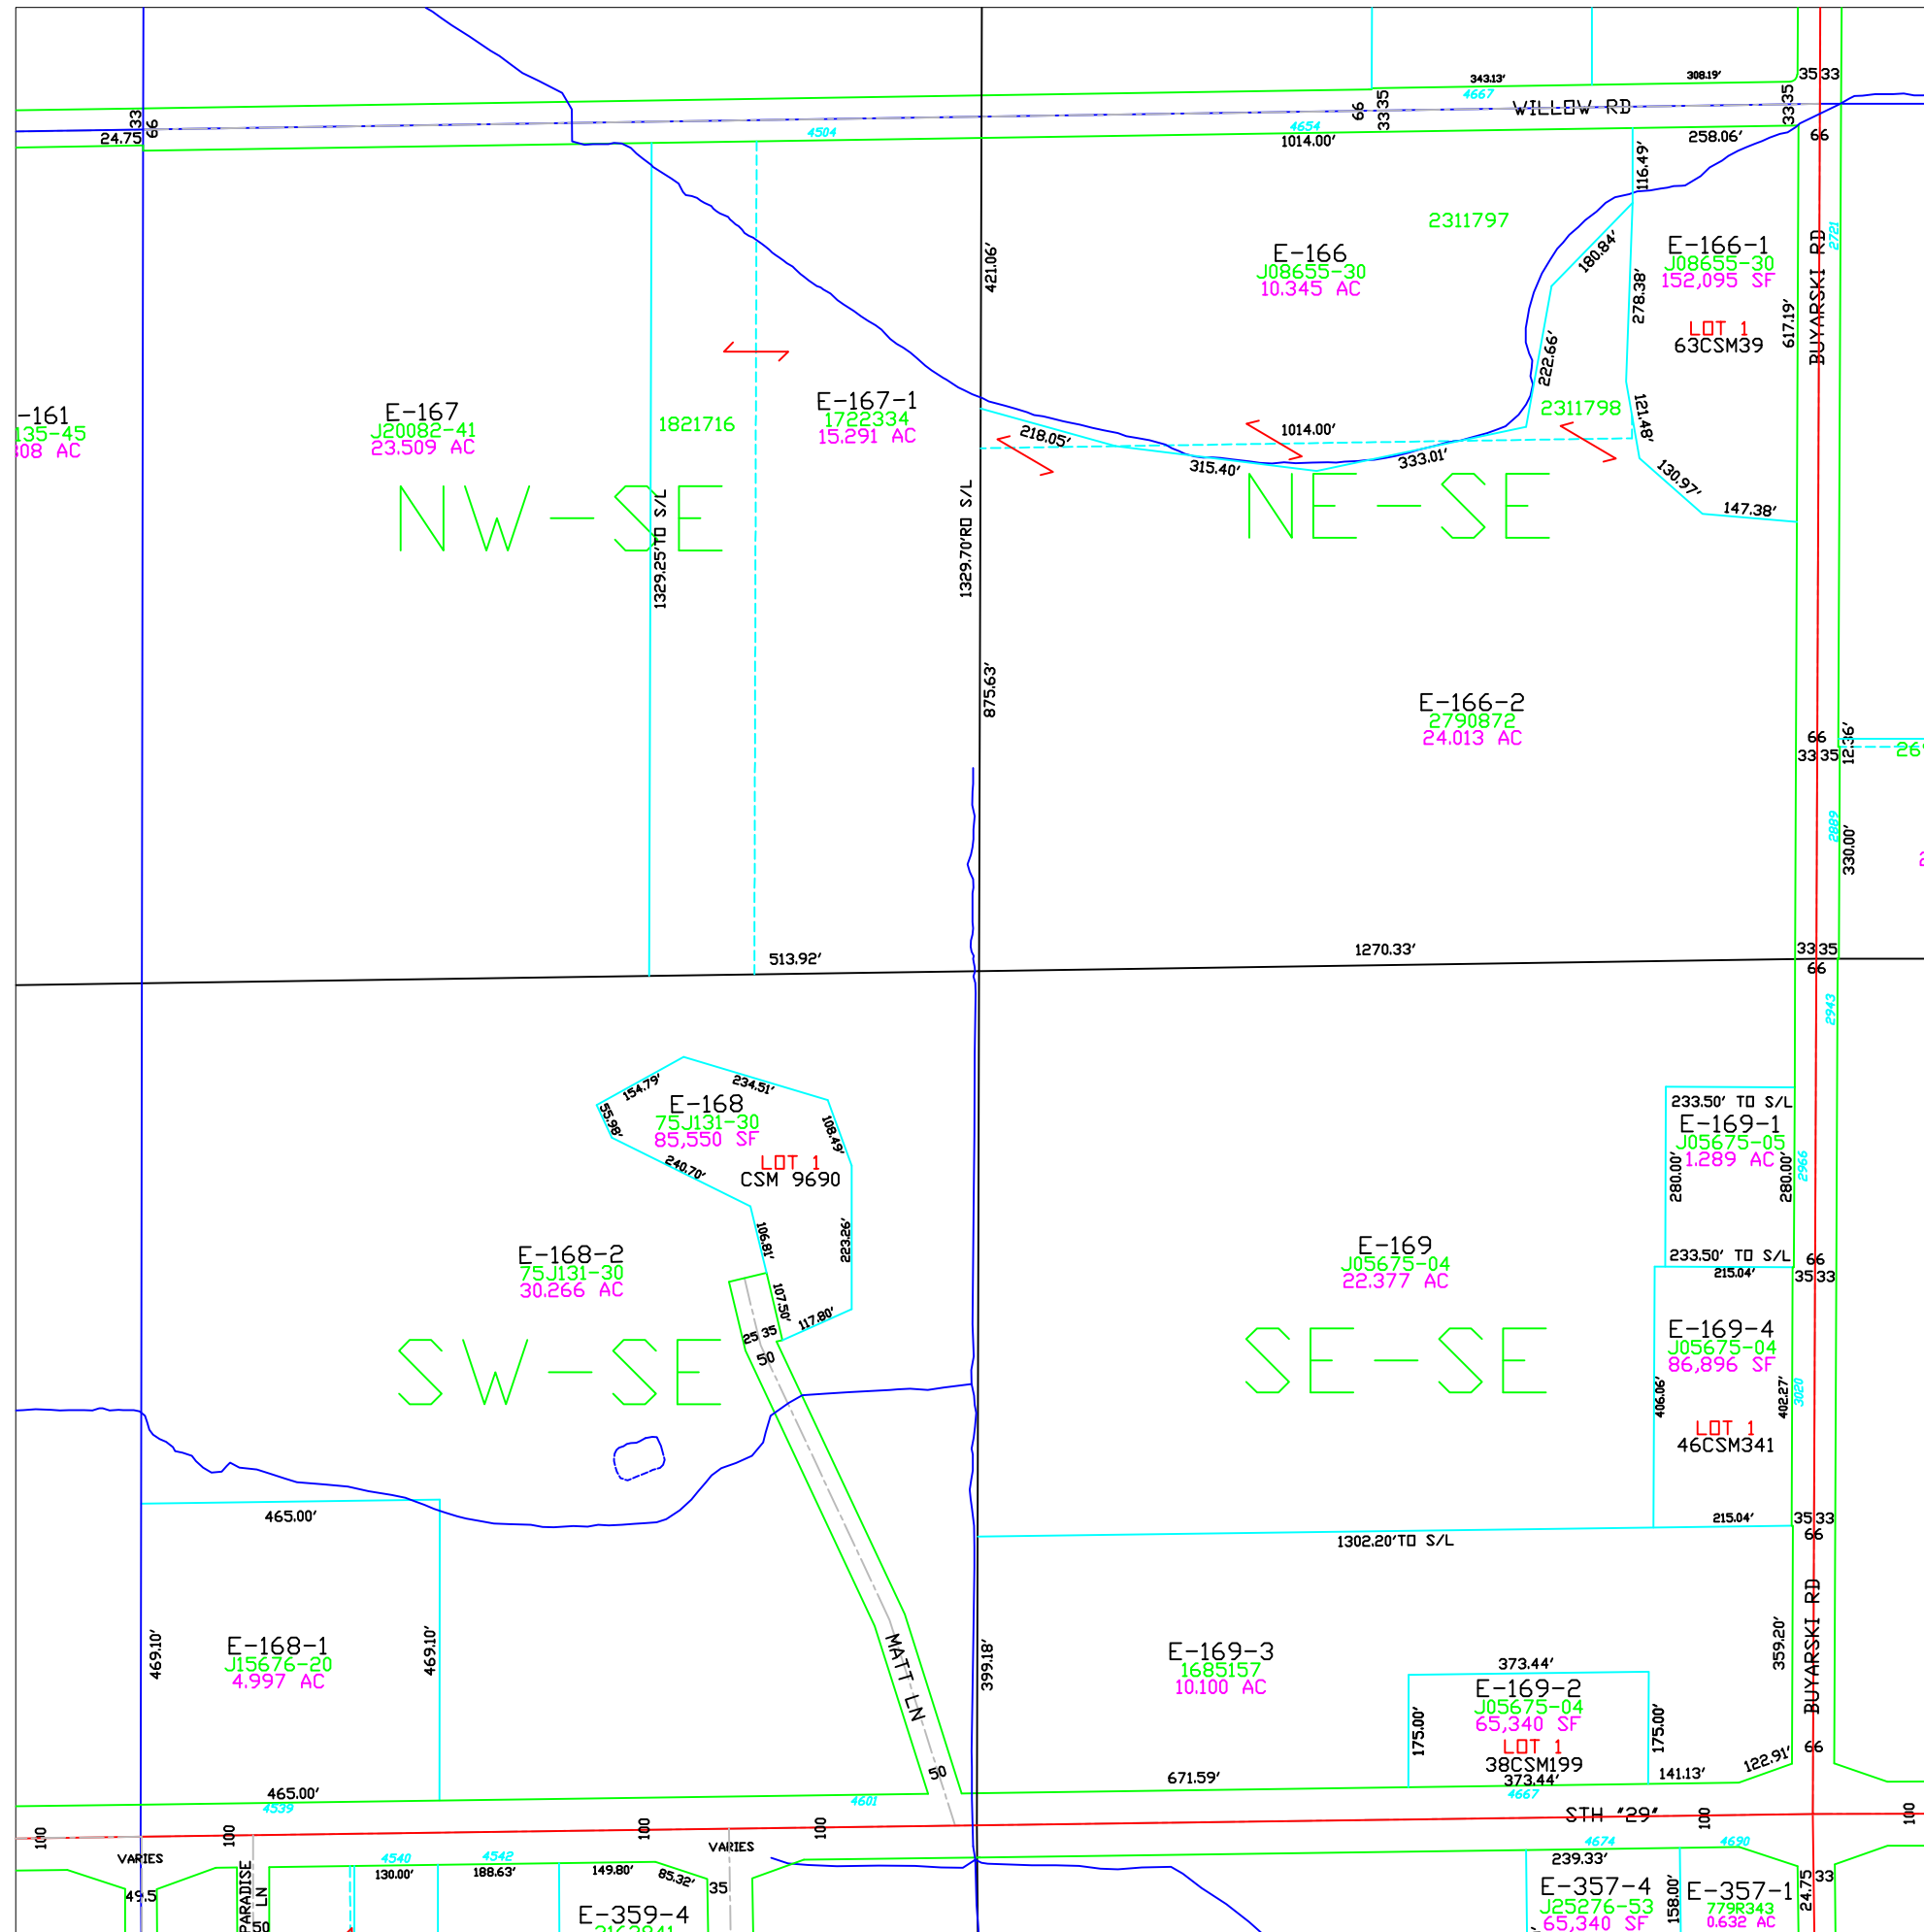 343.13'
308.19'
35 33
4667
WILLOW RD
66
33 35
33 35
33
66
24.75
4504
4654
1014.00'
258.06'
66
116.49'
2311797
E-166
J08655-30
10.345 AC
180.84'
E-166-1
J08655-30
152,095 SF
LOT 1
63CSM39
278.38'
617.19'
BUYARSKI RD
2721
421.06'
222.66'
-161
135-45
308 AC
E-167
J20082-41
23.509 AC
1821716
E-167-1
1722334
15.291 AC
2311798
121.48'
218.05'
1014.00'
315.40'
333.01'
130.97'
147.38'
NW-SE
NE-SE
1329.25'TO S/L
1329.70'RO S/L
875.63'
E-166-2
2790872
24.013 AC
66
33 35
12.36'
26
2889
330.00'
513.92'
1270.33'
33 35
66
2943
154.79'
234.51'
55.98'
E-168
75J131-30
85,550 SF
108.49'
LOT 1
CSM 9690
240.70'
106.81'
223.26'
233.50' TO S/L
E-169-1
J05675-05
1.289 AC
280.00'
280.00'
2966
233.50' TO S/L
66
35 33
E-168-2
75J131-30
30.266 AC
107.50'
117.80'
25 35
50
E-169
J05675-04
22.377 AC
215.04'
E-169-4
J05675-04
86,896 SF
406.06'
402.27'
3020
LOT 1
46CSM341
SW-SE
SE-SE
465.00'
215.04'
35 33
66
1302.20'TO S/L
469.10'
E-168-1
J15676-20
4.997 AC
469.10'
MATT LN
50
399.18'
E-169-3
1685157
10.100 AC
373.44'
E-169-2
J05675-04
65,340 SF
LOT 1
38CSM199
373.44'
175.00'
175.00'
359.20'
BUYARSKI RD
66
122.91'
141.13'
671.59'
465.00'
4539
4601
4667
STH "29"
100
100
100
100
100
100
VARIES
VARIES
4540
4542
4674
4690
130.00'
188.63'
149.80'
85.32'
35
239.33'
49.5
PARADISE LN
50
E-359-4
2163841
E-357-4
J25276-53
65,340 SF
158.00'
E-357-1
779R343
0.632 AC
24.75
33